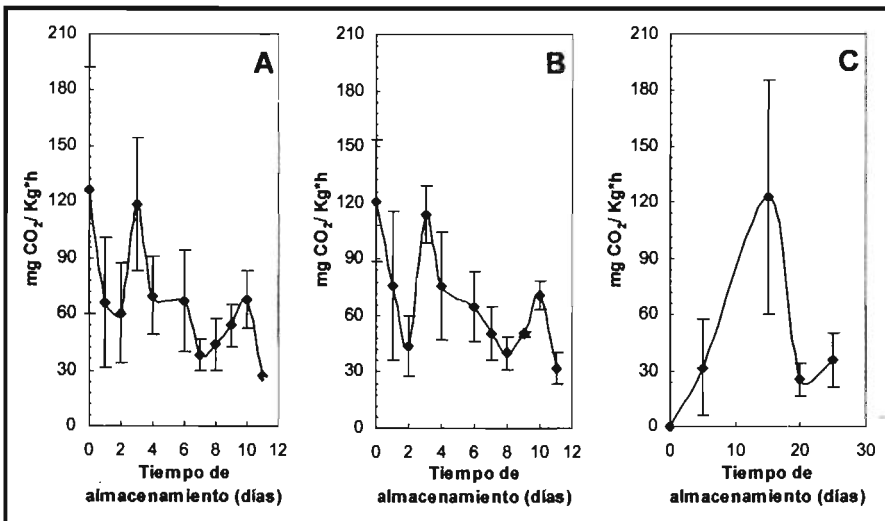 A
210
180
150
120
90
60
30
0
mg CO₂/ Kg*h
0 2 4 6 8 10 12
Tiempo de
almacenamiento (días)
B
210
180
150
120
90
60
30
0
mg CO₂/ Kg*h
0 2 4 6 8 10 12
Tiempo de
almacenamiento (días)
C
210
180
150
120
90
60
30
0
mg CO₂/ Kg*h
0 10 20 30
Tiempo de
almacenamiento (días)